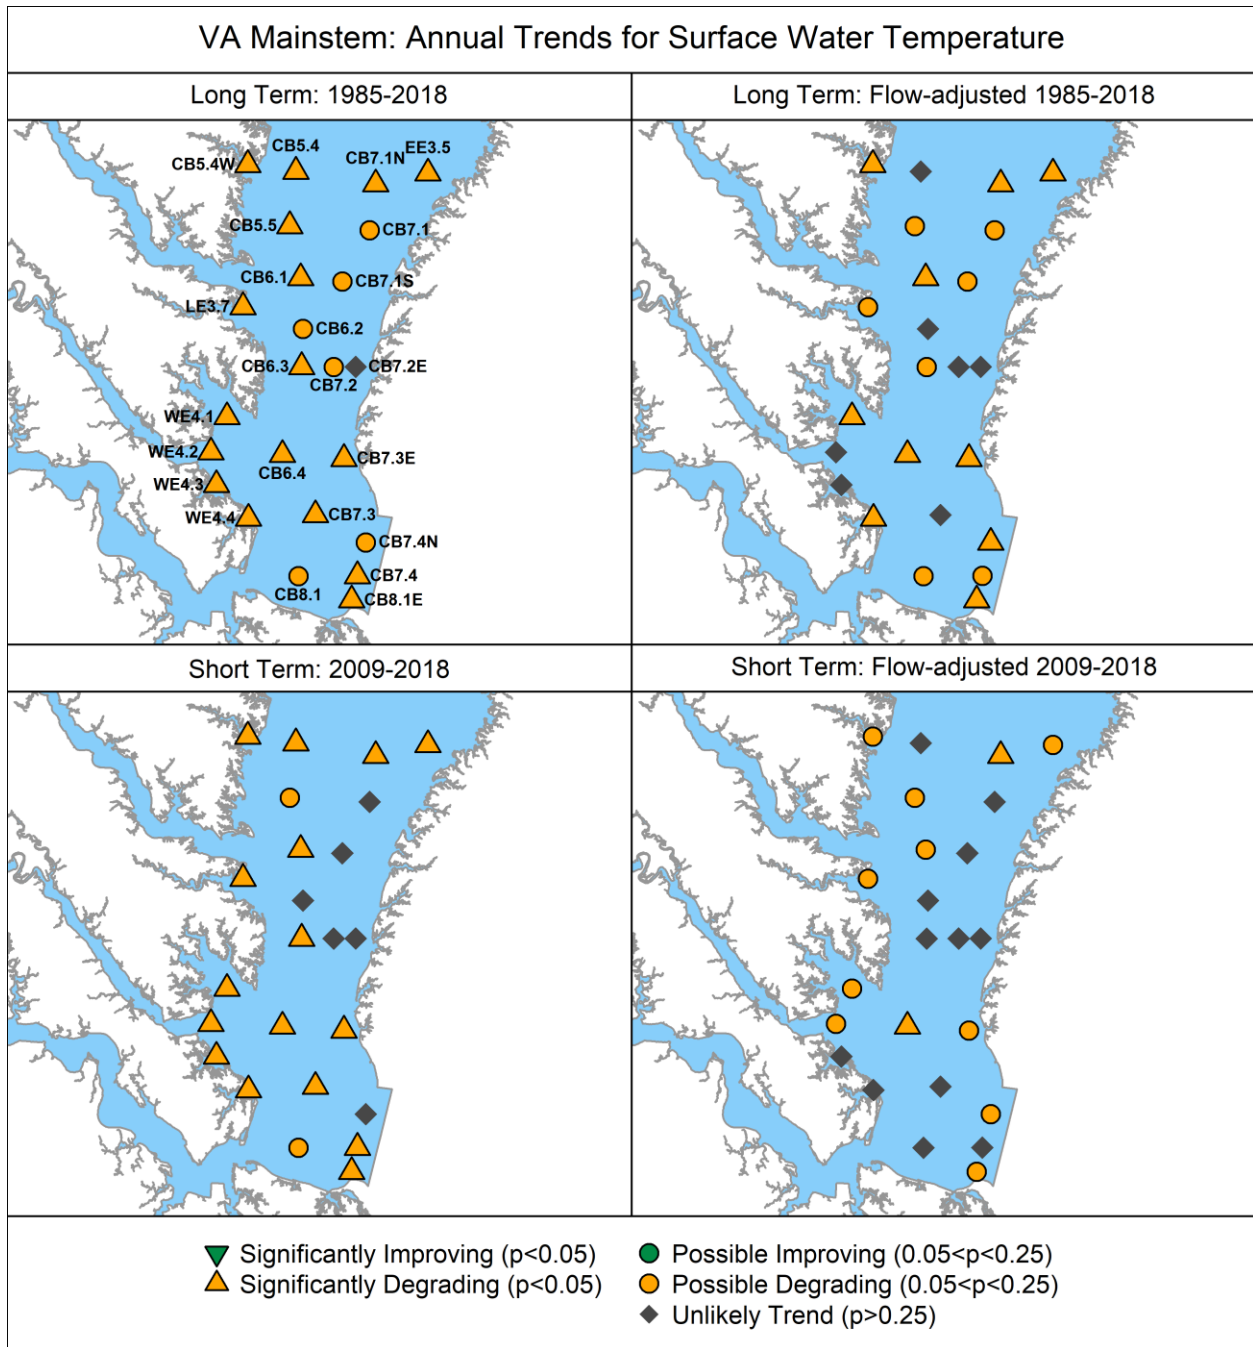 VA Mainstem: Annual Trends for Surface Water Temperature
Long Term: 1985-2018
Long Term: Flow-adjusted 1985-2018
CB5.4W
CB5.4
CB7.1N
EE3.5
CB5.5
CB7.1
CB6.1
CB7.1S
LE3.7
CB6.2
CB6.3
CB7.2
CB7.2E
WE4.1
WE4.2
CB6.4
CB7.3E
WE4.3
WE4.4
CB7.3
CB7.4N
CB8.1
CB7.4
CB8.1E
Short Term: 2009-2018
Short Term: Flow-adjusted 2009-2018
Significantly Improving (p<0.05)
Significantly Degrading (p<0.05)
Possible Improving (0.05<p<0.25)
Possible Degrading (0.05<p<0.25)
Unlikely Trend (p>0.25)